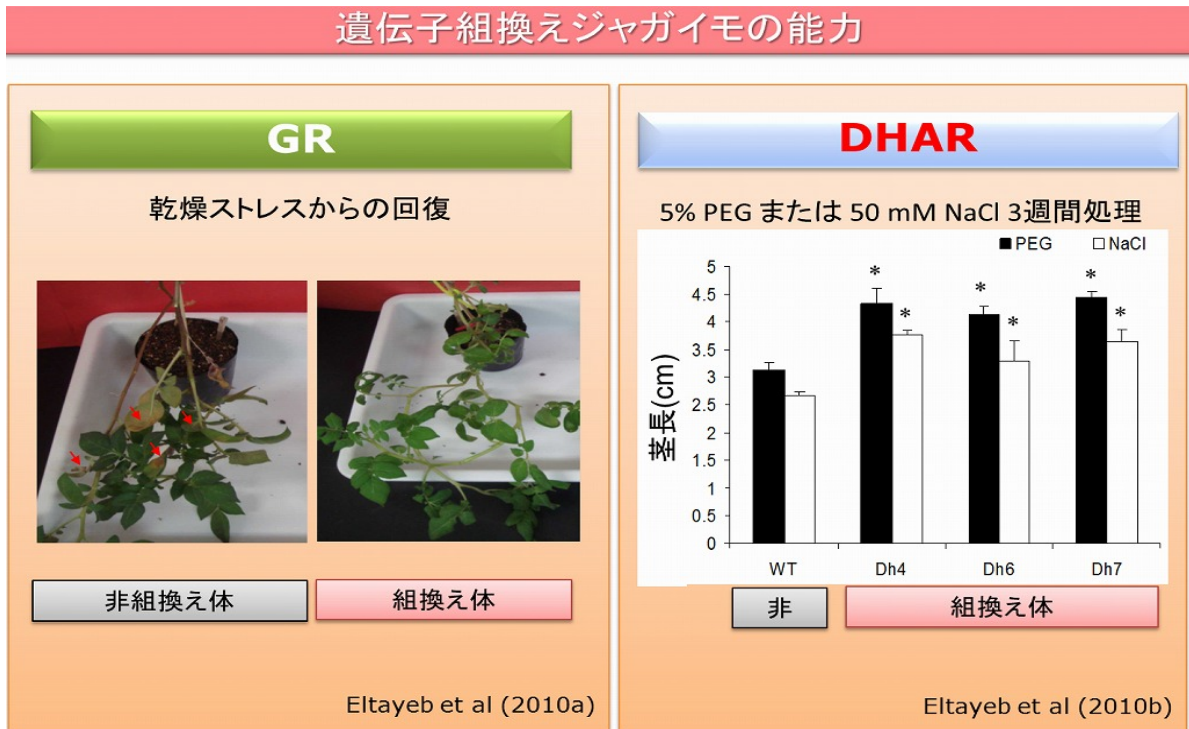 遺伝子組換えジャガイモの能力
GR
乾燥ストレスからの回復
非組換え体
組換え体
Eltayeb et al (2010a)
DHAR
5% PEG または 50 mM NaCl 3週間処理
PEG NaCl
茎長(cm)
5
4.5
4
3.5
3
2.5
2
1.5
1
0.5
0
* * * * * *
WT Dh4 Dh6 Dh7
非
組換え体
Eltayeb et al (2010b)